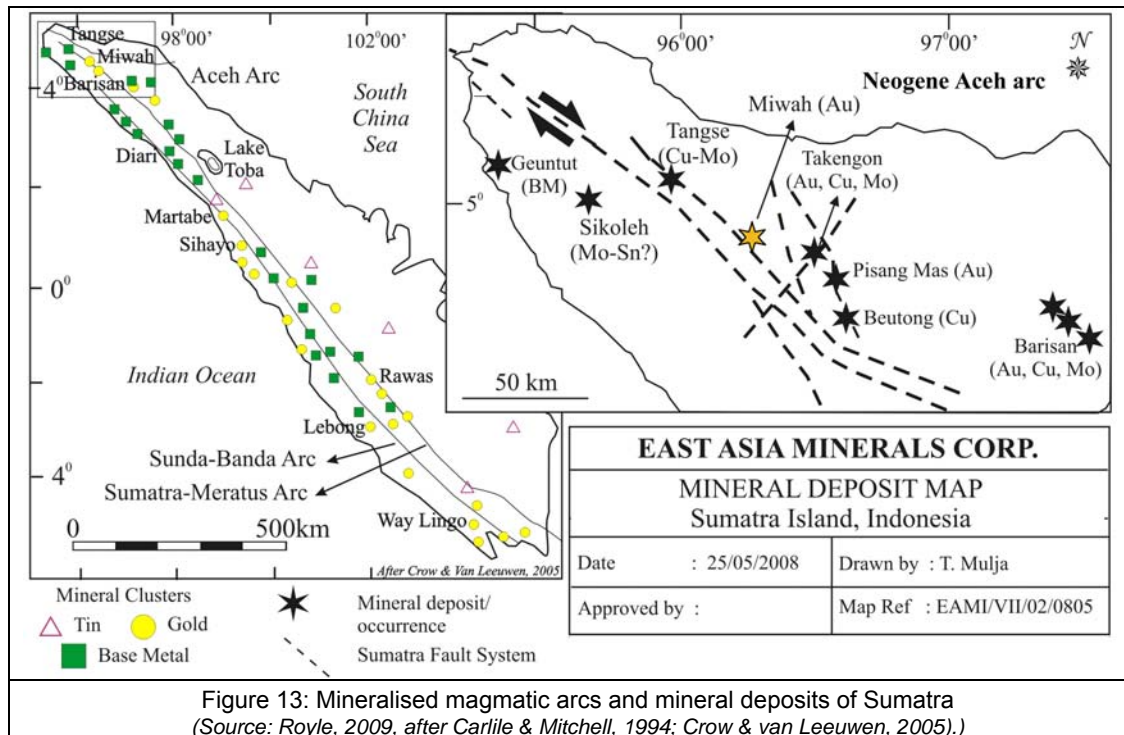 Tangse
98°00'
102°00'
Miwah
Aceh Arc
Barisan
4°
South
China
Sea
Lake
Toba
Diari
Martabe
Sihayo
0°
Indian Ocean
Rawas
Lebong
Sunda-Banda Arc
Sumatra-Meratus Arc
4°
0
500km
Way Lingo
After Crow & Van Leeuwen, 2005
96°00'
97°00'
N
Neogene Aceh arc
Miwah (Au)
Tangse
(Cu-Mo)
Takengon
(Au, Cu, Mo)
Geuntut
(BM)
5°
Sikoleh
(Mo-Sn?)
Pisang Mas (Au)
Beutong (Cu)
Barisan
(Au, Cu, Mo)
50 km
EAST ASIA MINERALS CORP.
MINERAL DEPOSIT MAP
Sumatra Island, Indonesia
Date : 25/05/2008
Drawn by : T. Mulja
Approved by :
Map Ref : EAMI/VII/02/0805
Mineral Clusters
Tin
Gold
Base Metal
Mineral deposit/
occurrence
Sumatra Fault System
Figure 13: Mineralised magmatic arcs and mineral deposits of Sumatra
(Source: Royle, 2009, after Carlile & Mitchell, 1994; Crow & van Leeuwen, 2005).)